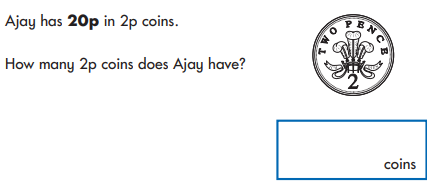 Ajay has 20p in 2p coins.
TWO PENCE
How many 2p coins does Ajay have?
2
coins